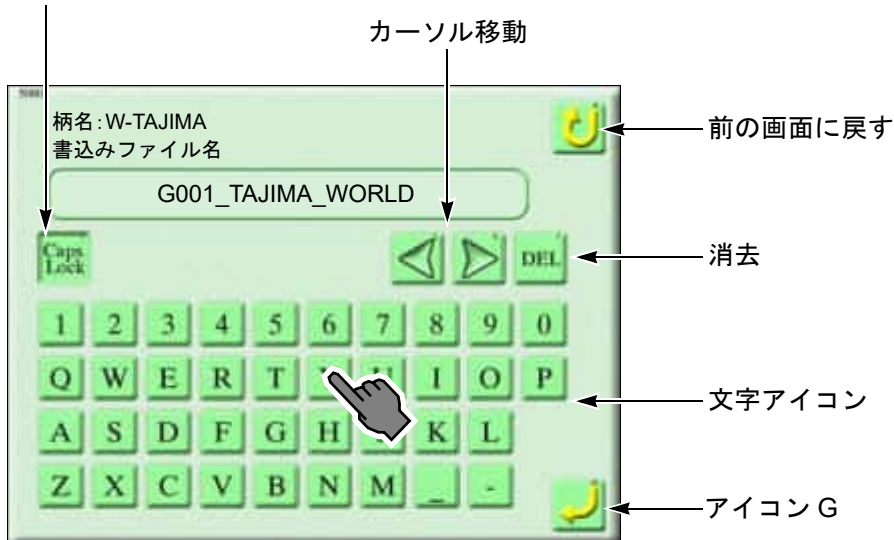 カーソル移動
柄名:W-TAJIMA
書込みファイル名
前の画面に戻す
G001_TAJIMA_WORLD
Caps Lock
DEL
消去
1 2 3 4 5 6 7 8 9 0
Q W E R T U I O P
文字アイコン
A S D F G H K L
Z X C V B N M _ -
アイコン G